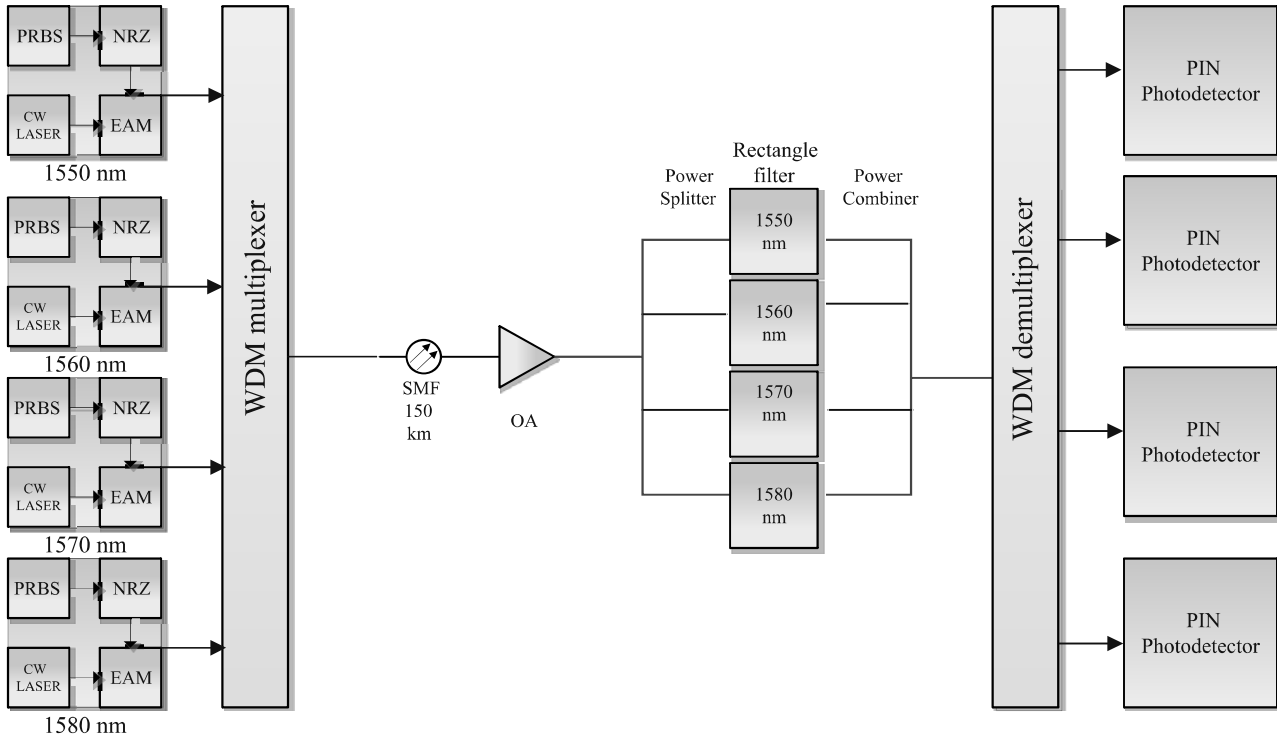 PRBS
NRZ
CW
LASER
EAM
1550 nm
PRBS
NRZ
CW
LASER
EAM
1560 nm
PRBS
NRZ
CW
LASER
EAM
1570 nm
PRBS
NRZ
CW
LASER
EAM
1580 nm
WDM multiplexer
SMF
150
km
OA
Power
Splitter
Rectangle
filter
1550
nm
1560
nm
1570
nm
1580
nm
Power
Combiner
WDM demultiplexer
PIN
Photodetector
PIN
Photodetector
PIN
Photodetector
PIN
Photodetector